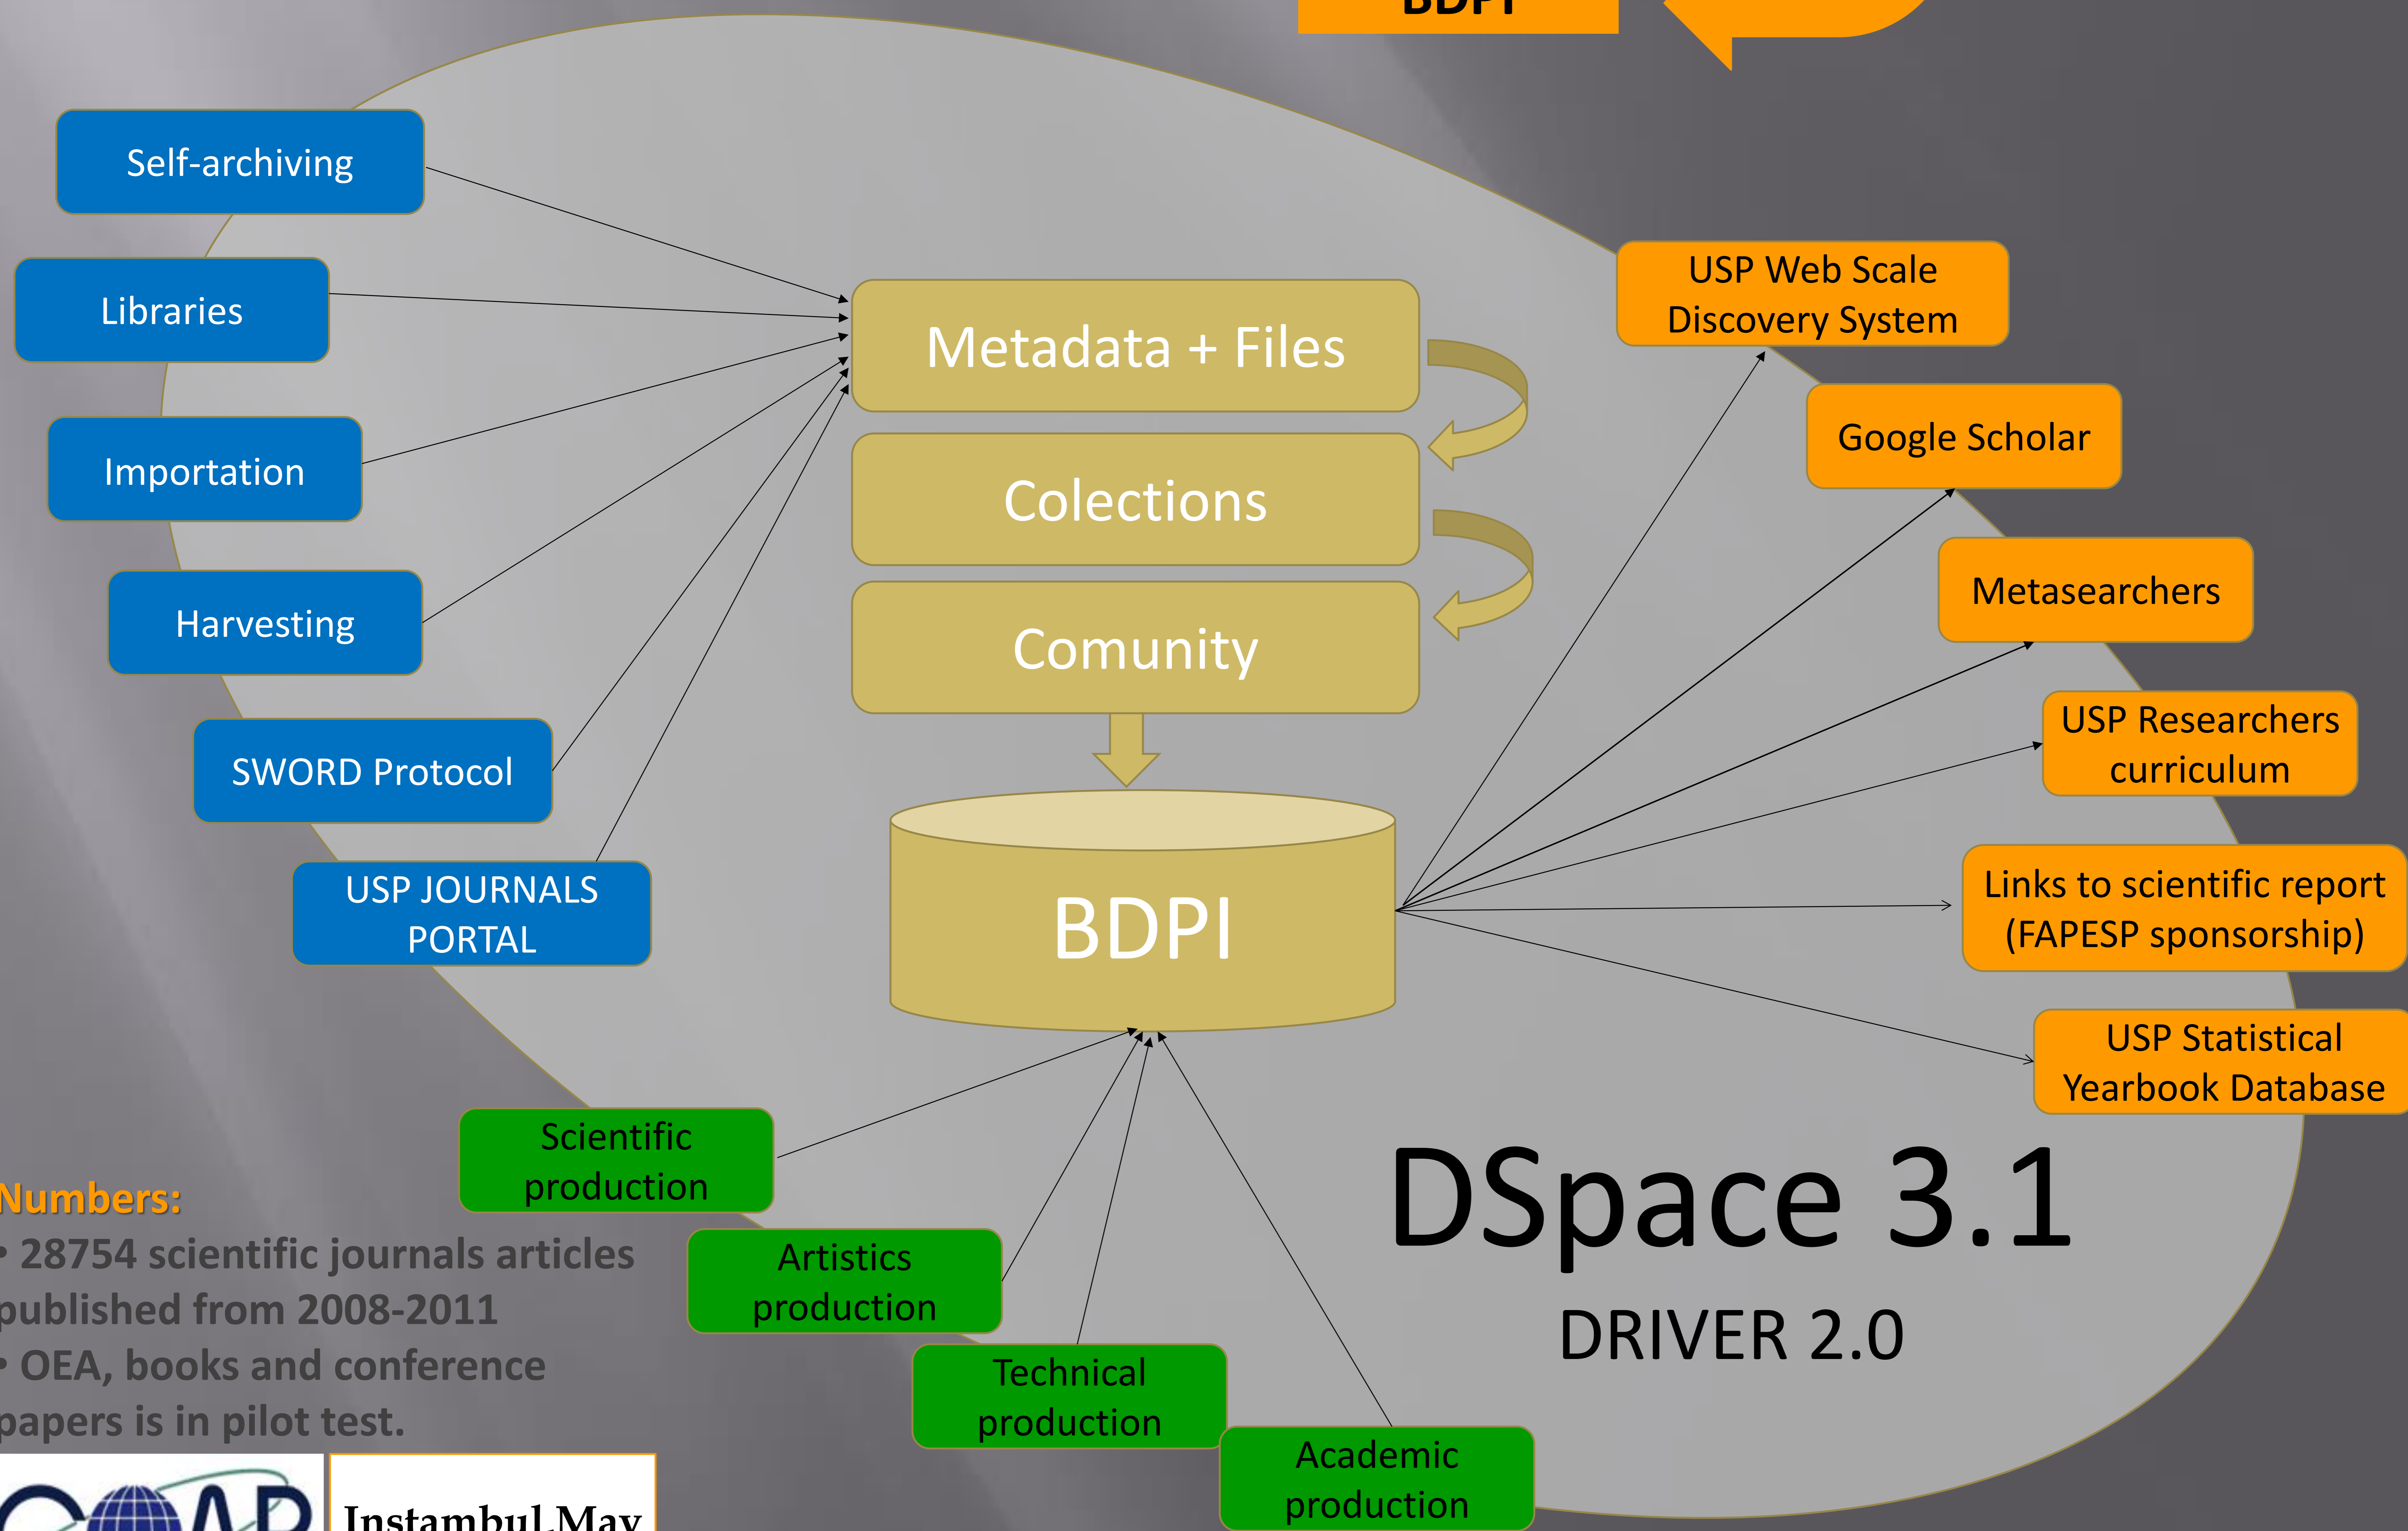 BDPI
Self-archiving
Libraries
Importation
Harvesting
SWORD Protocol
USP JOURNALS
PORTAL
Metadata + Files
Colections
Comunity
BDPI
USP Web Scale
Discovery System
Google Scholar
Metasearchers
USP Researchers
curriculum
Links to scientific report
(FAPESP sponsorship)
USP Statistical
Yearbook Database
Scientific
production
Artistics
production
Technical
production
Academic
production
DSpace 3.1
DRIVER 2.0
Numbers:
• 28754 scientific journals articles
published from 2008-2011
• OEA, books and conference
papers is in pilot test.
COAR
Instambul,May